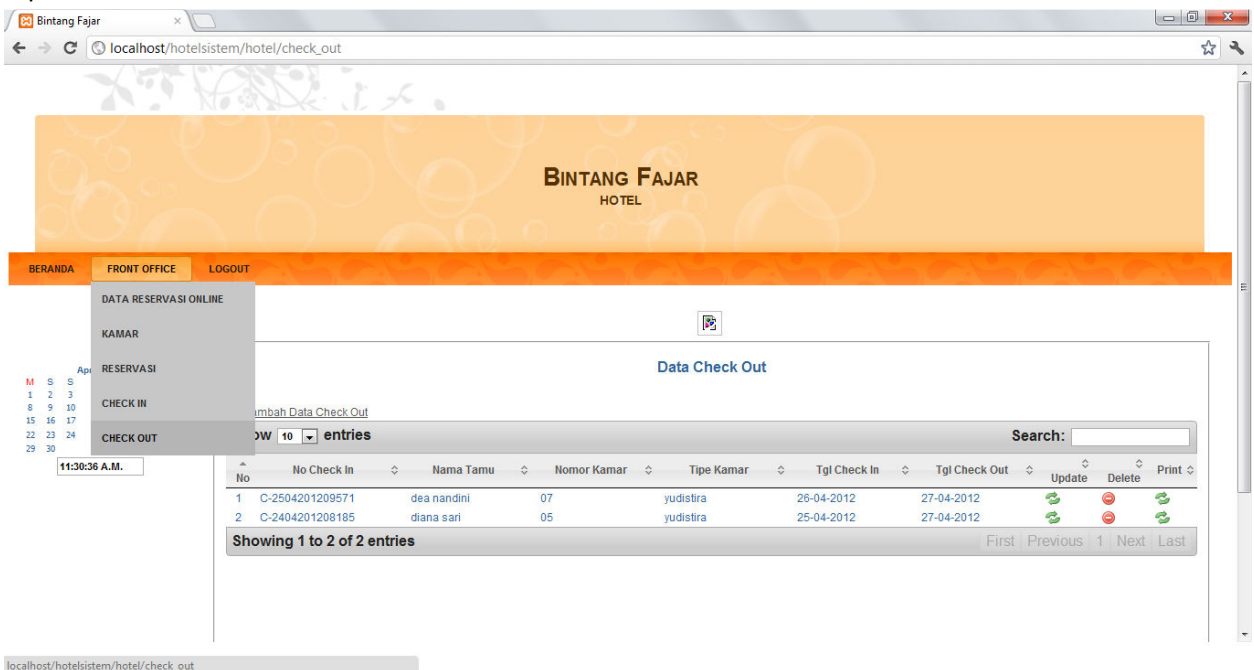 Bintang Fajar
localhost/hotelsistem/hotel/check_out
BINTANG FAJAR
HOTEL
BERANDA FRONT OFFICE LOGOUT
DATA RESERVASI ONLINE
KAMAR
RESERVASI
CHECK IN
CHECK OUT
Ap
M S S
1 2 3
8 9 10
15 16 17
22 23 24
29 30
11:30:36 A.M.
Data Check Out
ambah Data Check Out
ow 10 entries Search:
No No Check In Nama Tamu Nomor Kamar Tipe Kamar Tgl Check In Tgl Check Out Update Delete Print
1 C-2504201209571 dea nandini 07 yudistira 26-04-2012 27-04-2012
2 C-2404201208185 diana sari 05 yudistira 25-04-2012 27-04-2012
Showing 1 to 2 of 2 entries First Previous 1 Next Last
localhost/hotelsistem/hotel/check_out